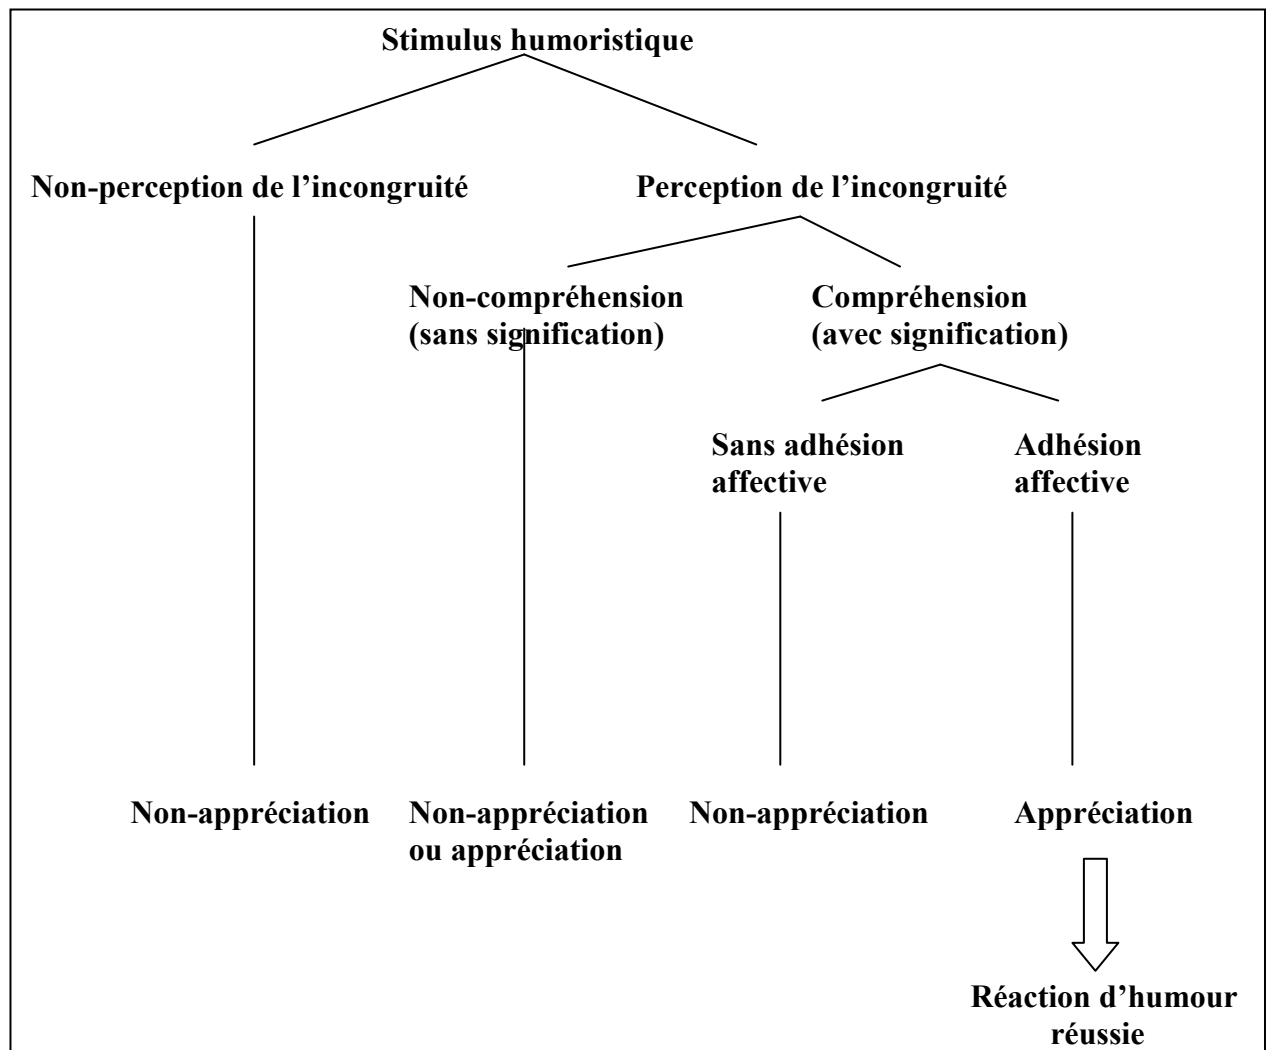 Stimulus humoristique
Non-perception de l’incongruité
Perception de l’incongruité
Non-compréhension
(sans signification)
Compréhension
(avec signification)
Sans adhésion
affective
Adhésion
affective
Non-appréciation
Non-appréciation
ou appréciation
Non-appréciation
Appréciation
Réaction d’humour
réussie